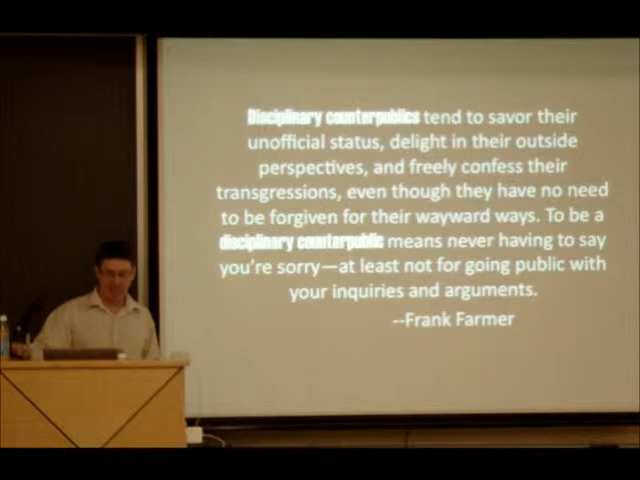 Disciplinary counterpublics tend to savor their
unofficial status, delight in their outside
perspectives, and freely confess their
transgressions, even though they have no need
to be forgiven for their wayward ways. To be a
disciplinary counterpublic means never having to say
you're sorry—at least not for going public with
your inquiries and arguments.
--Frank Farmer